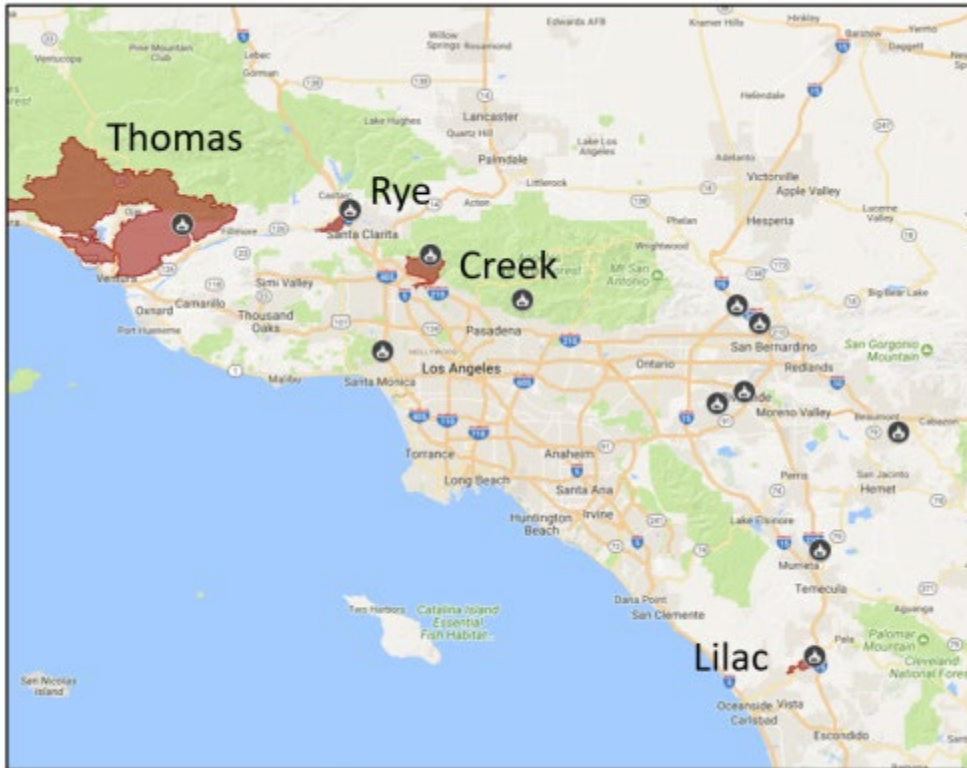 Edwards AFB
Kramer Hills
Hinkley
Yermo
Barstow
Daggett
Ventucopa
Pine Mountain
Club
Lebec
Gorman
Willow
Springs
Rosamond
Helendale
Thomas
Lake Hughes
Lancaster
Quartz Hill
Lake Los
Angeles
Palmdale
Littlerock
Adelanto
Victorville
Apple Valley
Lucerne
Valley
Hesperia
Phelan
Wrightwood
Rye
Castaic
Acton
Santa Clarita
Fillmore
Creek
Mt San
Antonio
Big Bear Lake
Ventura
Oxnard
Camarillo
Port Hueneme
Simi Valley
Thousand
Oaks
Malibu
Pasadena
HOLLYWOOD
Los Angeles
Santa Monica
Ontario
San Bernardino
Redlands
San Gorgonio
Mountain
Moreno Valley
Beaumont
Cabazon
San Jacinto
Hemet
Perris
Torrance
Long Beach
Anaheim
Santa Ana
Irvine
Huntington
Beach
Lake Elsinore
Murrieta
Temecula
Aguanga
Dana Point
San Clemente
Two Harbors
Catalina Island
Essential
Fish Habitat...
San Nicolas
Island
Lilac
Pala
Palomar
Mountain
Cleveland
National Fore
Oceanside
Vista
Carlsbad
Escondido